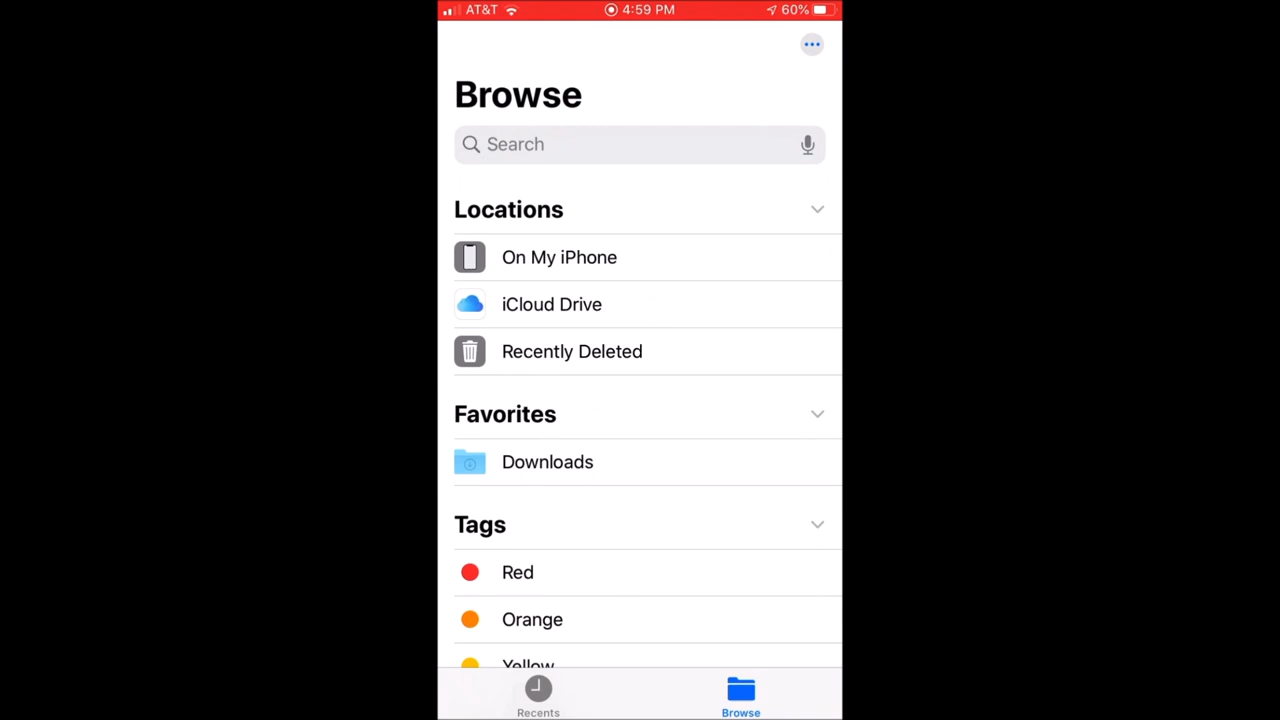 AT&T 4:59 PM 60%
Browse
Search
Locations
On My iPhone
iCloud Drive
Recently Deleted
Favorites
Downloads
Tags
Red
Orange
Yellow
Recents Browse